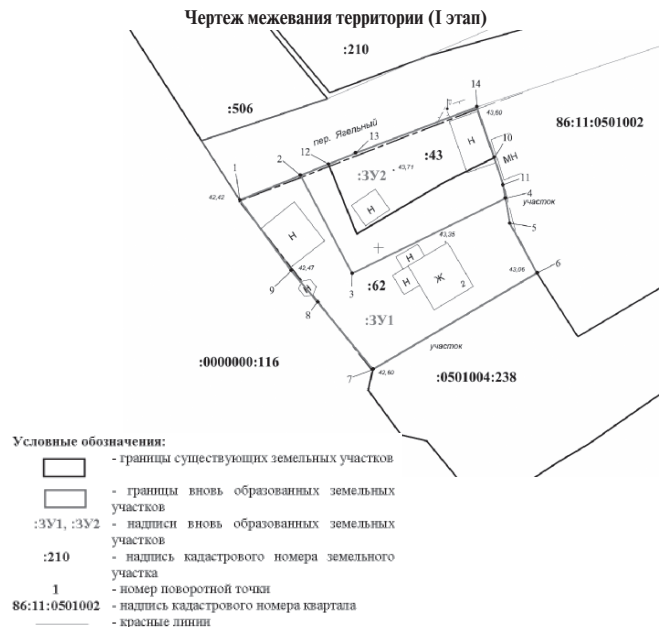 Чертеж межевания территории (I этап)
:210
:506
14
86:11:0501002
пер. Ягельный
43,60
13
12
:43
Н
10
2
:ЗУ2
43,71
МН
1
11
42,42
Н
4
участок
Н
43,35
5
42,47
Н
43,06
6
9
3
:62
Н
Ж
И
8
2
:ЗУ1
участок
:0000000:116
7
42,60
:0501004:238
Условные обозначения:
- границы существующих земельных участков
- границы вновь образованных земельных
участков
:ЗУ1, :ЗУ2 - надписи вновь образованных земельных
участков
:210 - надпись кадастрового номера земельного
участка
1 - номер поворотной точки
86:11:0501002 - надпись кадастрового номера квартала
- красные линии